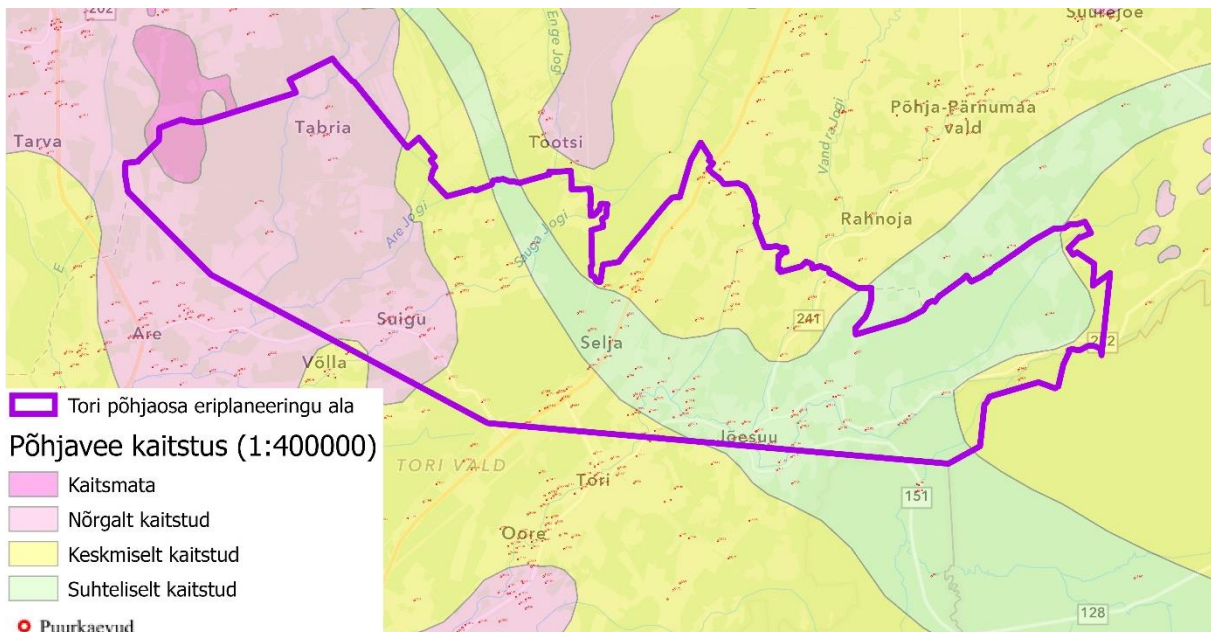 202
Enge Jõgi
Suurejõe
Põhja-Pärnumaa
vald
Tarva
Tabria
Tootsi
Vändra Jõgi
Are Jõgi
Sauga Jõgi
Rahnoja
E
Are
Suigu
Võlla
Selja
241
Jõesuu
TORI VALD
Tori
151
Oore
128
Tori põhjaosa eriplaneeringu ala
Põhjavee kaitstus (1:400000)
Kaitsmata
Nõrgalt kaitstud
Keskmiselt kaitstud
Suhteliselt kaitstud
Puurkaevud